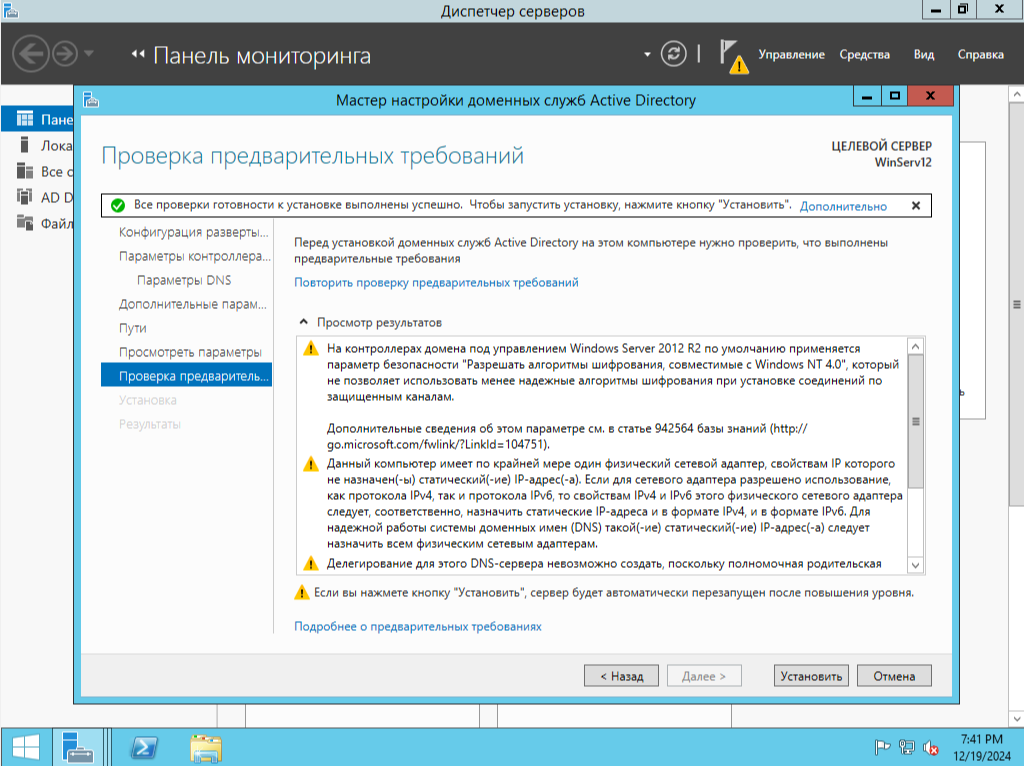 Диспетчер серверов
Панель мониторинга
Управление Средства Вид Справка
Мастер настройки доменных служб Active Directory
Пане
Лока
Все с
AD D
Файл
Проверка предварительных требований
ЦЕЛЕВОЙ СЕРВЕР
WinServ12
Все проверки готовности к установке выполнены успешно. Чтобы запустить установку, нажмите кнопку "Установить". Дополнительно
Конфигурация разверты...
Параметры контроллера...
Параметры DNS
Дополнительные парам...
Пути
Просмотреть параметры
Проверка предваритель...
Установка
Результаты
Перед установкой доменных служб Active Directory на этом компьютере нужно проверить, что выполнены
предварительные требования
Повторить проверку предварительных требований
Просмотр результатов
На контроллерах домена под управлением Windows Server 2012 R2 по умолчанию применяется
параметр безопасности "Разрешать алгоритмы шифрования, совместимые с Windows NT 4.0", который
не позволяет использовать менее надежные алгоритмы шифрования при установке соединений по
защищенным каналам.
Дополнительные сведения об этом параметре см. в статье 942564 базы знаний (http://
go.microsoft.com/fwlink/?LinkId=104751).
Данный компьютер имеет по крайней мере один физический сетевой адаптер, свойствам IP которого
не назначен(-ы) статический(-ие) IP-адрес(-а). Если для сетевого адаптера разрешено использование,
как протокола IPv4, так и протокола IPv6, то свойствам IPv4 и IPv6 этого физического сетевого адаптера
следует, соответственно, назначить статические IP-адреса и в формате IPv4, и в формате IPv6. Для
надежной работы системы доменных имен (DNS) такой(-ие) статический(-ие) IP-адрес(-а) следует
назначить всем физическим сетевым адаптерам.
Делегирование для этого DNS-сервера невозможно создать, поскольку полномочная родительская
Если вы нажмете кнопку "Установить", сервер будет автоматически перезапущен после повышения уровня.
Подробнее о предварительных требованиях
< Назад Далее > Установить Отмена
7:41 PM
12/19/2024